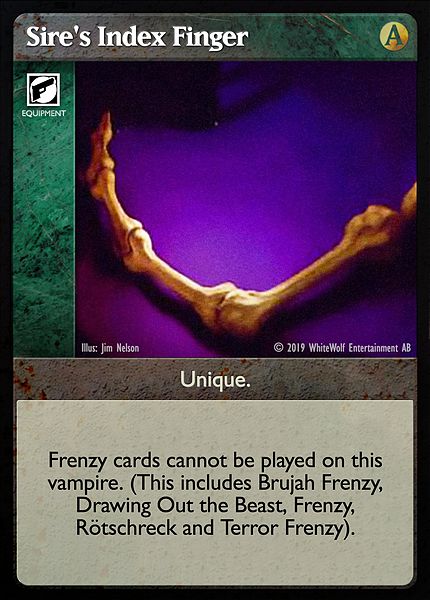 Sire's Index Finger
A
EQUIPMENT
Illus: Jim Nelson
© 2019 WhiteWolf Entertainment AB
Unique.
Frenzy cards cannot be played on this
vampire. (This includes Brujah Frenzy,
Drawing Out the Beast, Frenzy,
Rötschreck and Terror Frenzy).